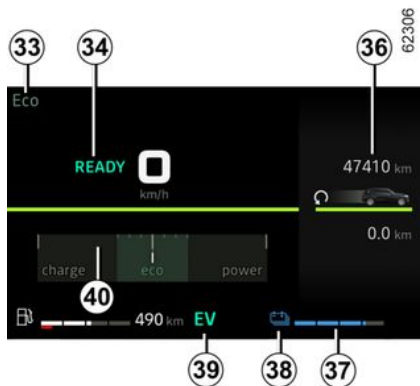 33
34
36
62306
Eco
READY 0
km/h
47410 km
0.0 km
charge eco power
40
490 km EV
39
38
37